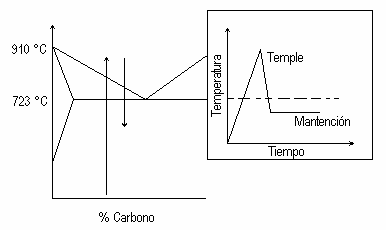 910 °C
723 °C
% Carbono
Temperatura
Temple
Mantención
Tiempo